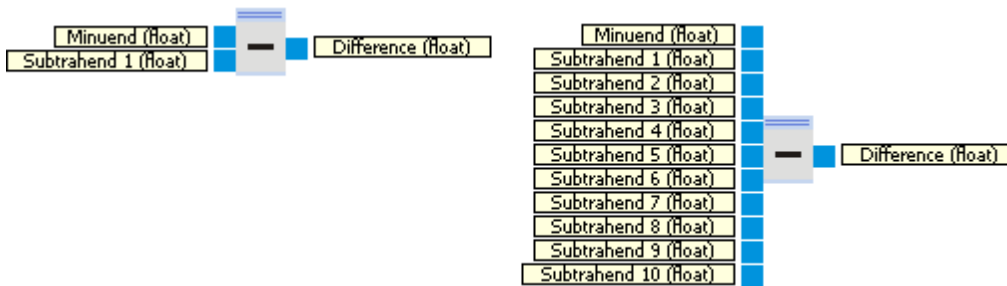 Minuend (float)
Subtrahend 1 (float)
Difference (float)
Minuend (float)
Subtrahend 1 (float)
Subtrahend 2 (float)
Subtrahend 3 (float)
Subtrahend 4 (float)
Subtrahend 5 (float)
Subtrahend 6 (float)
Subtrahend 7 (float)
Subtrahend 8 (float)
Subtrahend 9 (float)
Subtrahend 10 (float)
Difference (float)